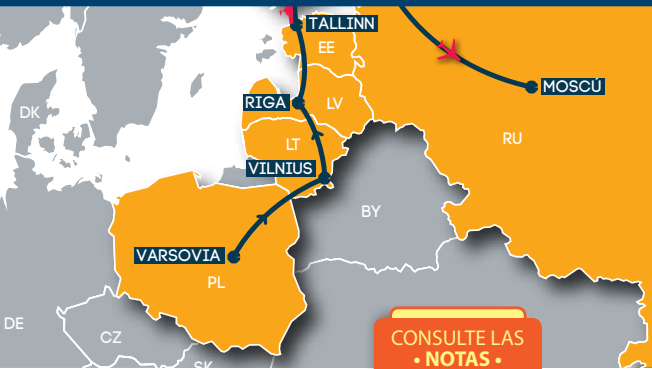 TALLINN
EE
MOSCÚ
RIGA
LV
DK
RU
LT
VILNIUS
BY
VARSOVIA
PL
DE
CZ
CONSULTE LAS
• NOTAS •
SK